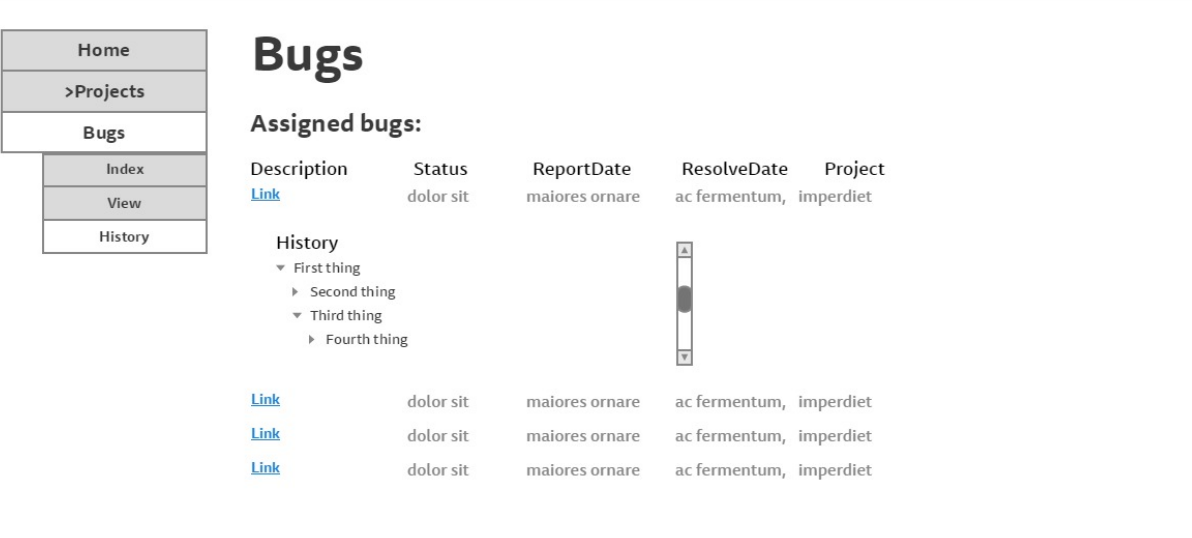 Home
>Projects
Bugs
Index
View
History
Bugs
Assigned bugs:
Description Status ReportDate ResolveDate Project
Link dolor sit maiores ornare ac fermentum, imperdiet
History
First thing
Second thing
Third thing
Fourth thing
Link dolor sit maiores ornare ac fermentum, imperdiet
Link dolor sit maiores ornare ac fermentum, imperdiet
Link dolor sit maiores ornare ac fermentum, imperdiet